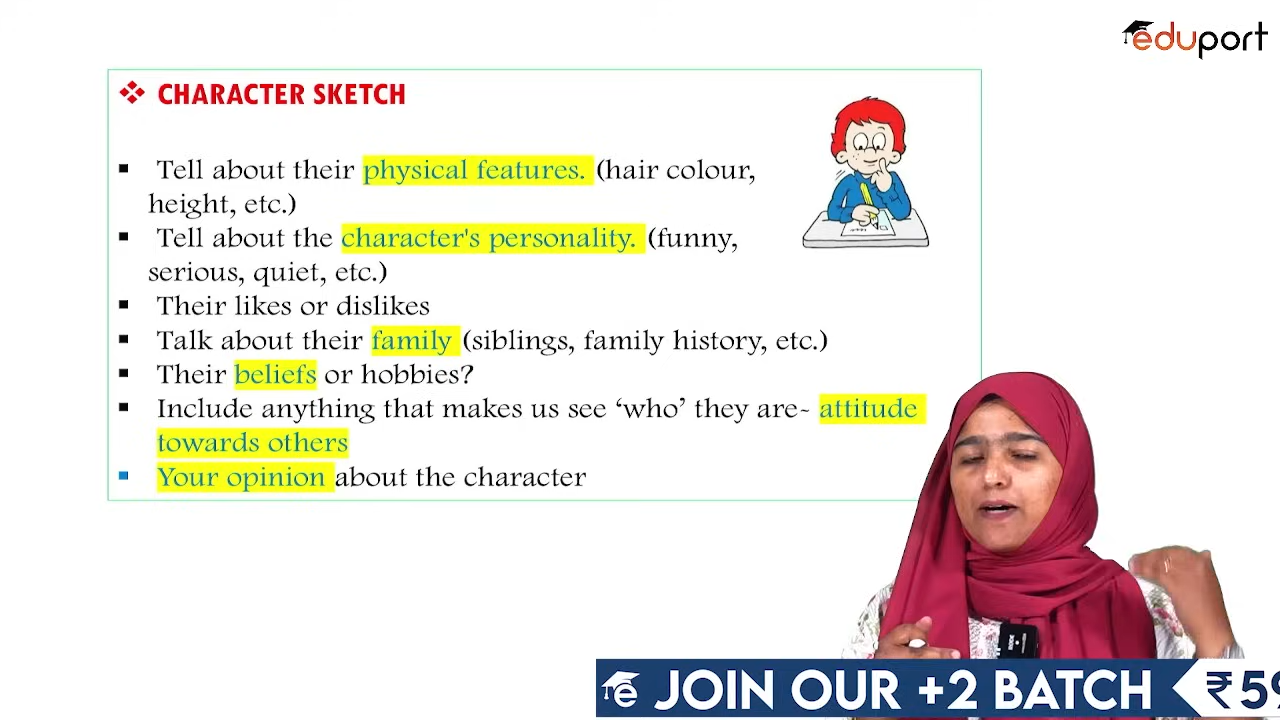 eduport
❖ CHARACTER SKETCH
▪ Tell about their physical features. (hair colour,
height, etc.)
▪ Tell about the character's personality. (funny,
serious, quiet, etc.)
▪ Their likes or dislikes
▪ Talk about their family (siblings, family history, etc.)
▪ Their beliefs or hobbies?
▪ Include anything that makes us see ‘who’ they are- attitude
towards others
▪ Your opinion about the character
JOIN OUR +2 BATCH ₹59